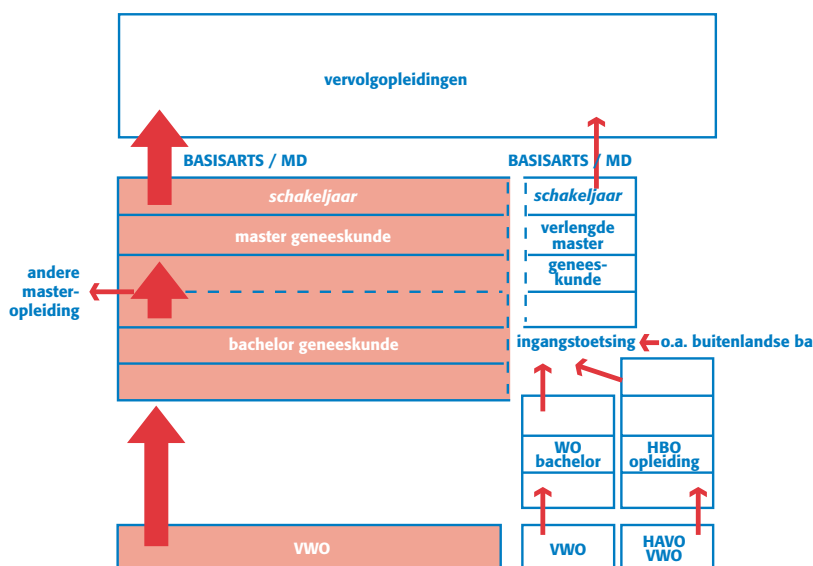 vervolgopleidingen
BASISARTS / MD
BASISARTS / MD
schakeljaar
schakeljaar
master geneeskunde
verlengde
master
genees-
kunde
andere
master-
opleiding
bachelor geneeskunde
ingangstoetsing
o.a. buitenlandse ba
WO
bachelor
HBO
opleiding
VWO
VWO
HAVO
VWO